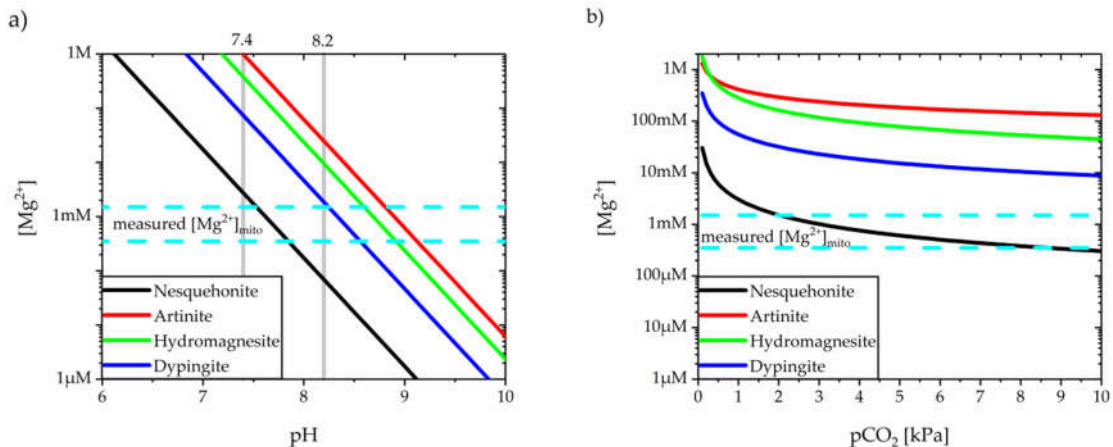 a)
7.4 8.2
1M
1mM
1μM
[Mg²⁺]
measured [Mg²⁺]mito
Nesquehonite
Artinite
Hydromagnesite
Dypingite
6 7 8 9 10
pH
b)
1M
100mM
10mM
1mM
100μM
10μM
1μM
[Mg²⁺]
measured [Mg²⁺]mito
Nesquehonite
Artinite
Hydromagnesite
Dypingite
0 1 2 3 4 5 6 7 8 9 10
pCO₂ [kPa]